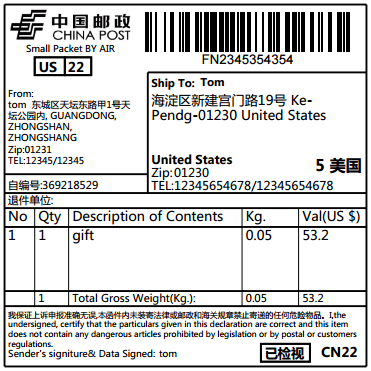 中国邮政
CHINA POST
Small Packet BY AIR
US 22
FN2345354354
From:
tom 东城区天坛东路甲1号天
坛公园内, GUANGDONG,
ZHONGSHAN,
ZHONGSHANG
Zip:01231
TEL:12345/12345
自编号:369218529
Ship To: Tom
海淀区新建宫门路19号 Ke-
Pendg-01230 United States
United States 5 美国
Zip:01230
TEL:12345654678/12345654678
退件单位:
No Qty Description of Contents Kg. Val(US $)
1 1 gift 0.05 53.2
1 Total Gross Weight(Kg.): 0.05 53.2
我保证上诉申报准确无误,本函件内未装寄法律或邮政和海关规章禁止寄递的任何危险物品。I,the
undersigned, certify that the particulars given in this declaration are correct and this item
does not contain any dangerous articles prohibited by legislation or by postal or customers
regulations.
Sender's signiture& Data Signed: tom 已检视 CN22